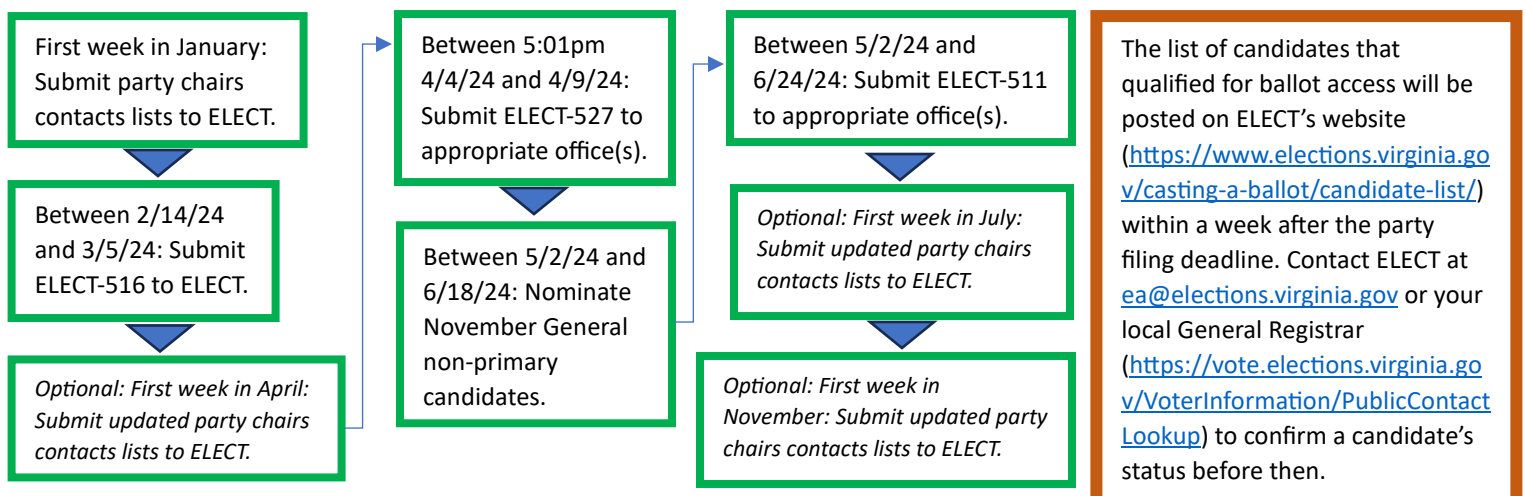 First week in January:
Submit party chairs
contacts lists to ELECT.
Between 2/14/24
and 3/5/24: Submit
ELECT-516 to ELECT.
Optional: First week in April:
Submit updated party chairs
contacts lists to ELECT.
Between 5:01pm
4/4/24 and 4/9/24:
Submit ELECT-527 to
appropriate office(s).
Between 5/2/24 and
6/18/24: Nominate
November General
non-primary
candidates.
Between 5/2/24 and
6/24/24: Submit ELECT-511
to appropriate office(s).
Optional: First week in July:
Submit updated party chairs
contacts lists to ELECT.
Optional: First week in
November: Submit updated party
chairs contacts lists to ELECT.
The list of candidates that
qualified for ballot access will be
posted on ELECT’s website
(https://www.elections.virginia.go
v/casting-a-ballot/candidate-list/)
within a week after the party
filing deadline. Contact ELECT at
ea@elections.virginia.gov or your
local General Registrar
(https://vote.elections.virginia.go
v/VoterInformation/PublicContact
Lookup) to confirm a candidate’s
status before then.